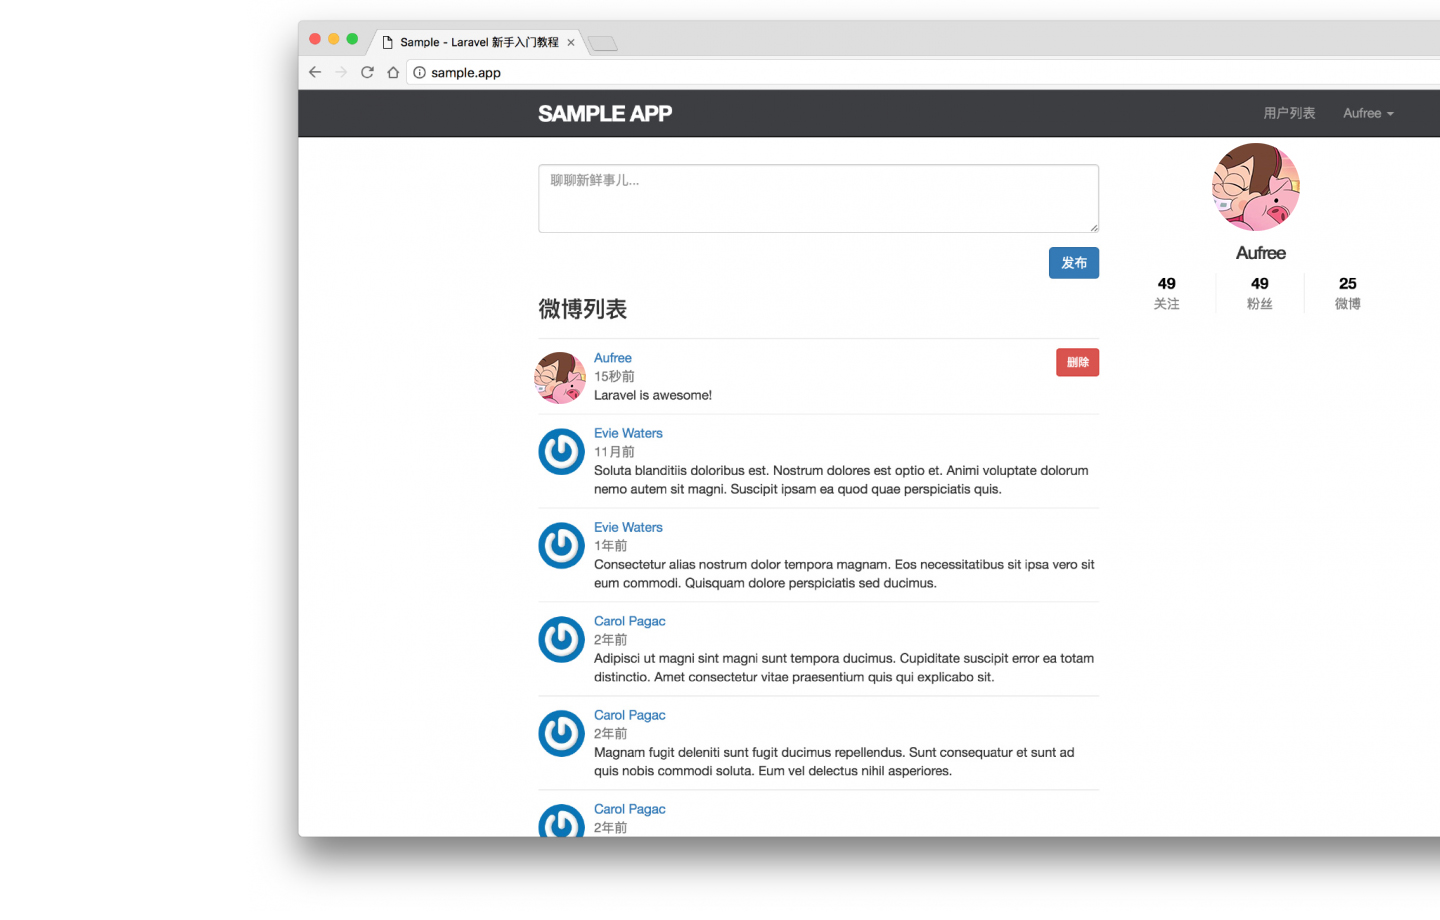 Sample - Laravel 新手入门教程
sample.app
SAMPLE APP
用户列表
Aufree
聊聊新鲜事儿...
发布
Aufree
49
关注
49
粉丝
25
微博
微博列表
Aufree
删除
15秒前
Laravel is awesome!
Evie Waters
11月前
Soluta blanditiis doloribus est. Nostrum dolores est optio et. Animi voluptate dolorum
nemo autem sit magni. Suscipit ipsam ea quod quae perspiciatis quis.
Evie Waters
1年前
Consectetur alias nostrum dolor tempora magnam. Eos necessitatibus sit ipsa vero sit
eum commodi. Quisquam dolore perspiciatis sed ducimus.
Carol Pagac
2年前
Adipisci ut magni sint magni sunt tempora ducimus. Cupiditate suscipit error ea totam
distinctio. Amet consectetur vitae praesentium quis qui explicabo sit.
Carol Pagac
2年前
Magnam fugit deleniti sunt fugit ducimus repellendus. Sunt consequatur et sunt ad
quis nobis commodi soluta. Eum vel delectus nihil asperiores.
Carol Pagac
2年前